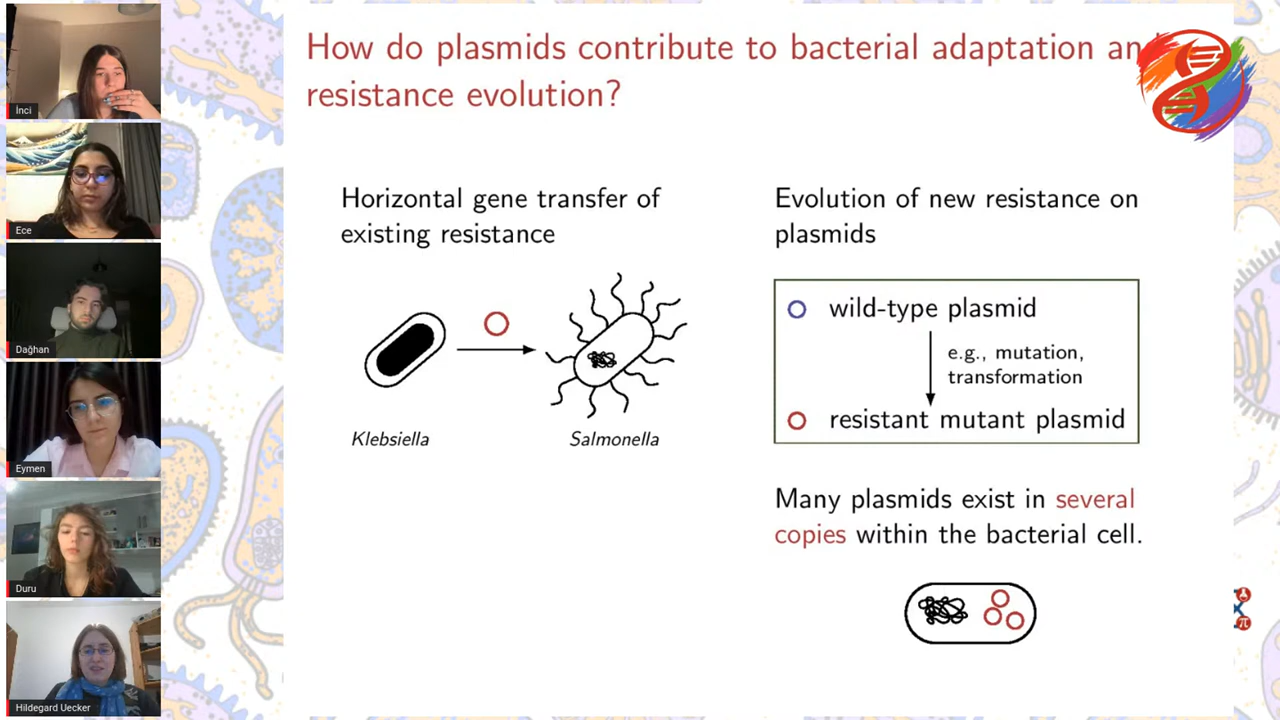 How do plasmids contribute to bacterial adaptation
resistance evolution?
Horizontal gene transfer of
existing resistance
Klebsiella
Salmonella
Evolution of new resistance on
plasmids
wild-type plasmid
e.g., mutation,
transformation
resistant mutant plasmid
Many plasmids exist in several
copies within the bacterial cell.
İnci
Ece
Dağhan
Eymen
Duru
Hildegard Uecker